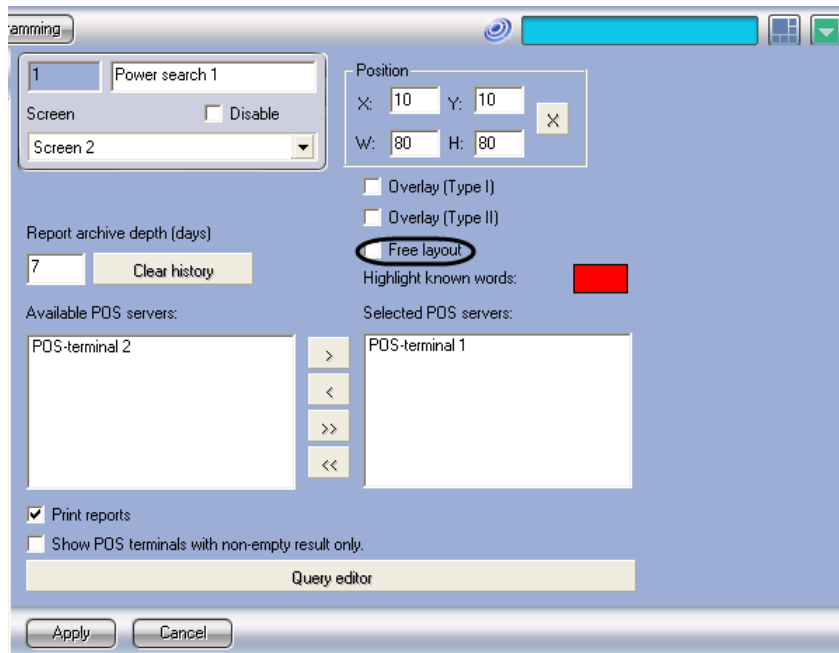 ramming
1 Power search 1
Screen Disable
Screen 2
Position
X: 10 Y: 10 X
W: 80 H: 80
Overlay (Type I)
Overlay (Type II)
Free layout
Report archive depth (days)
7 Clear history
Highlight known words:
Available POS servers:
POS-terminal 2
>
<
>>
<<
Selected POS servers:
POS-terminal 1
Print reports
Show POS terminals with non-empty result only.
Query editor
Apply Cancel